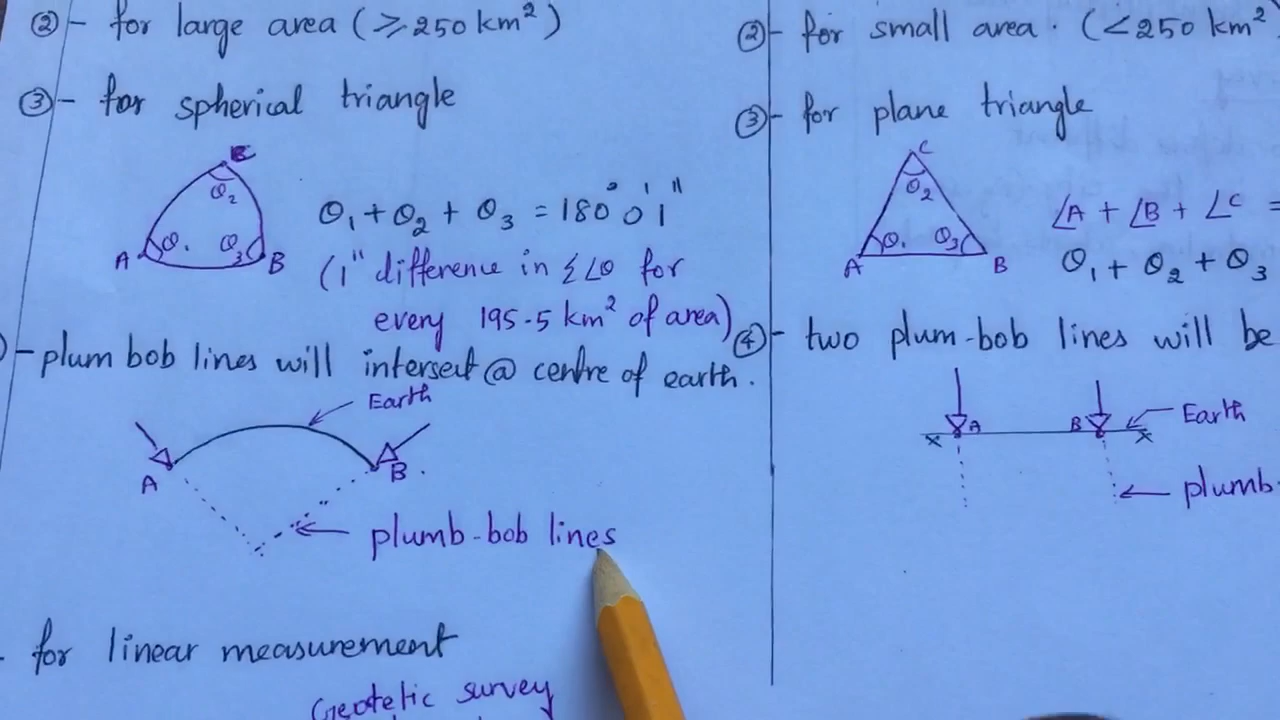 ② - for large area (⩾250 km²)
③ - for spherical triangle
θ₂
A θ₁ θ₃ B
θ₁ + θ₂ + θ₃ = 180° 0' 1"
(1" difference in Σ∠θ for
every 195.5 km² of area)
- plum bob lines will intersect @ centre of earth.
Earth
A
B
plumb-bob lines
for linear measurement
Geotetic survey
② - for small area. (<250 km²
③ - for plane triangle
C
θ₂
θ₁ θ₃
A B
∠A + ∠B + ∠C =
θ₁ + θ₂ + θ₃
④ - two plum-bob lines will be
A B Earth
x x
plumb